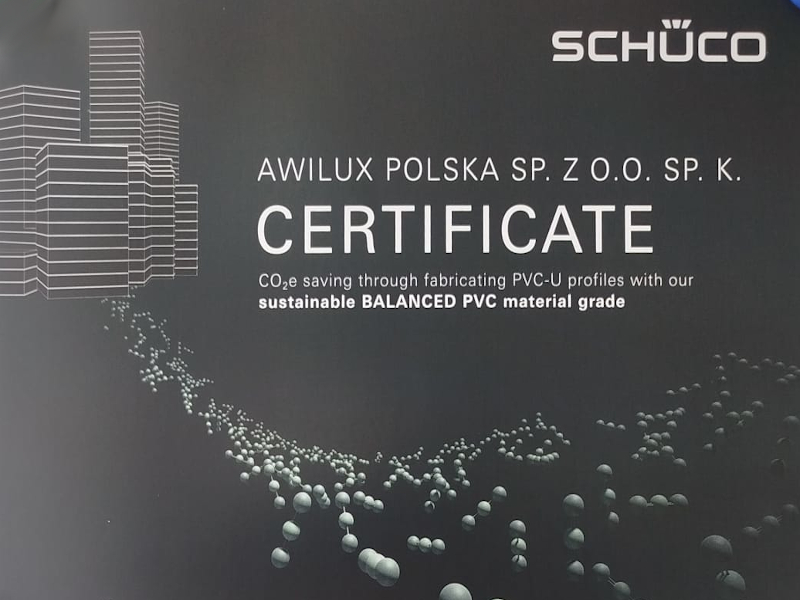 SCHÜCO
AWILUX POLSKA SP. Z O.O. SP. K.
CERTIFICATE
CO₂e saving through fabricating PVC-U profiles with our
sustainable BALANCED PVC material grade